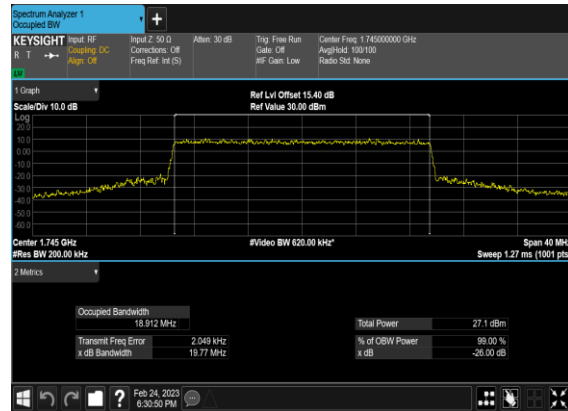 Spectrum Analyzer 1
Occupied BW
+
KEYSIGHT
R T
LXI
Input: RF
Coupling: DC
Align: Off
Input Z: 50 Ω
Corrections: Off
Freq Ref: Int (S)
Atten: 30 dB
Trig: Free Run
Gate: Off
#IF Gain: Low
Center Freq: 1.745000000 GHz
Avg|Hold: 100/100
Radio Std: None
1 Graph
Scale/Div 10.0 dB
Ref Lvl Offset 15.40 dB
Ref Value 30.00 dBm
Log
20.0
10.0
0.00
-10.0
-20.0
-30.0
-40.0
-50.0
-60.0
Center 1.745 GHz
#Res BW 200.00 kHz
#Video BW 620.00 kHz*
Span 40 MHz
Sweep 1.27 ms (1001 pts)
2 Metrics
Occupied Bandwidth
18.912 MHz
Transmit Freq Error 2.049 kHz
x dB Bandwidth 19.77 MHz
Total Power 27.1 dBm
% of OBW Power 99.00 %
x dB -26.00 dB
?
Feb 24, 2023
6:30:50 PM